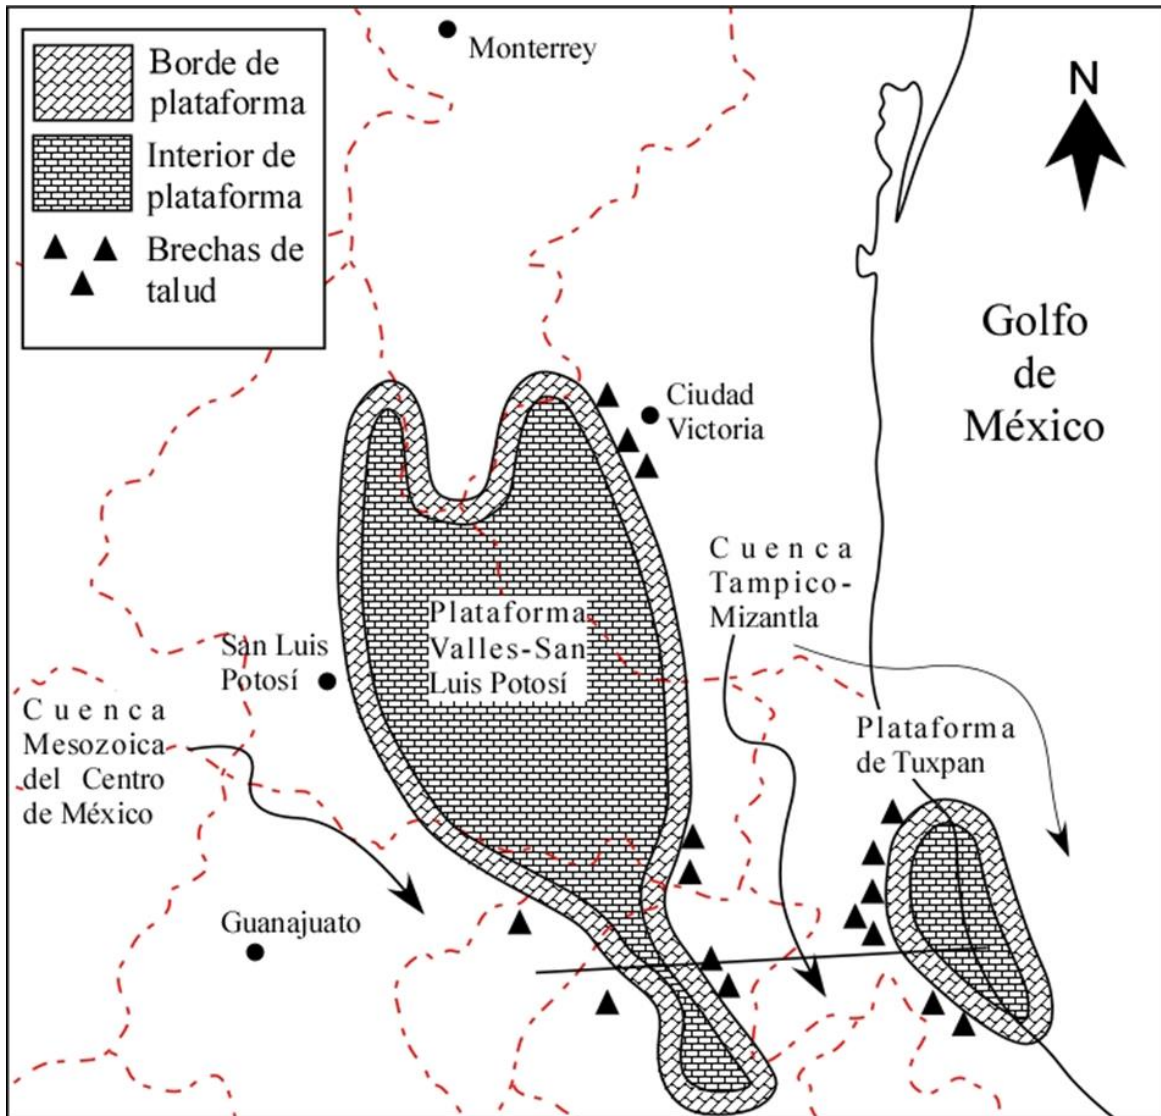 Borde de
plataforma
Interior de
plataforma
Brechas de
talud
Monterrey
N
Golfo
de
México
Ciudad
Victoria
Cuenca
Tampico-
Mizantla
Plataforma
Valles-San
Luis Potosí
San Luis
Potosí
Cuenca
Mesozoica
del Centro
de México
Plataforma
de Tuxpan
Guanajuato